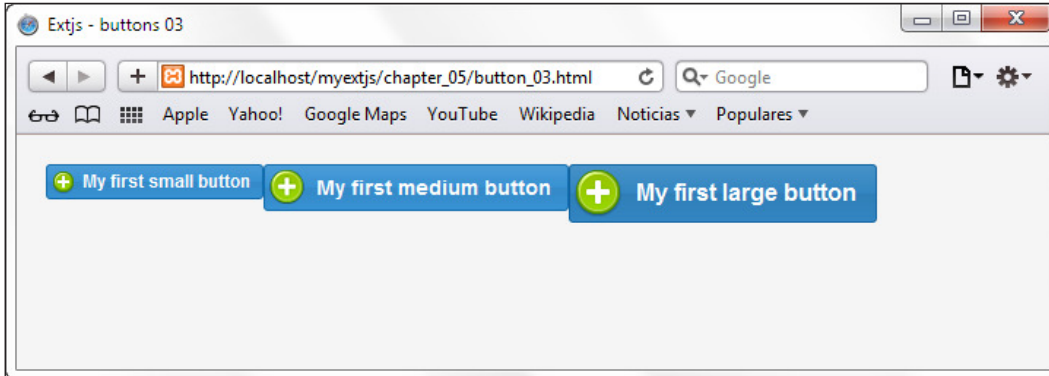 Extjs - buttons 03
http://localhost/myextjs/chapter_05/button_03.html
Google
Apple Yahoo! Google Maps YouTube Wikipedia Noticias Populares
My first small button My first medium button My first large button